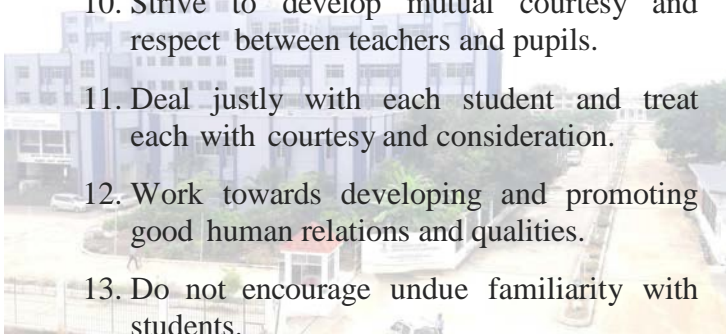 10. Strive to develop mutual courtesy and
respect between teachers and pupils.
11. Deal justly with each student and treat
each with courtesy and consideration.
12. Work towards developing and promoting
good human relations and qualities.
13. Do not encourage undue familiarity with
students.